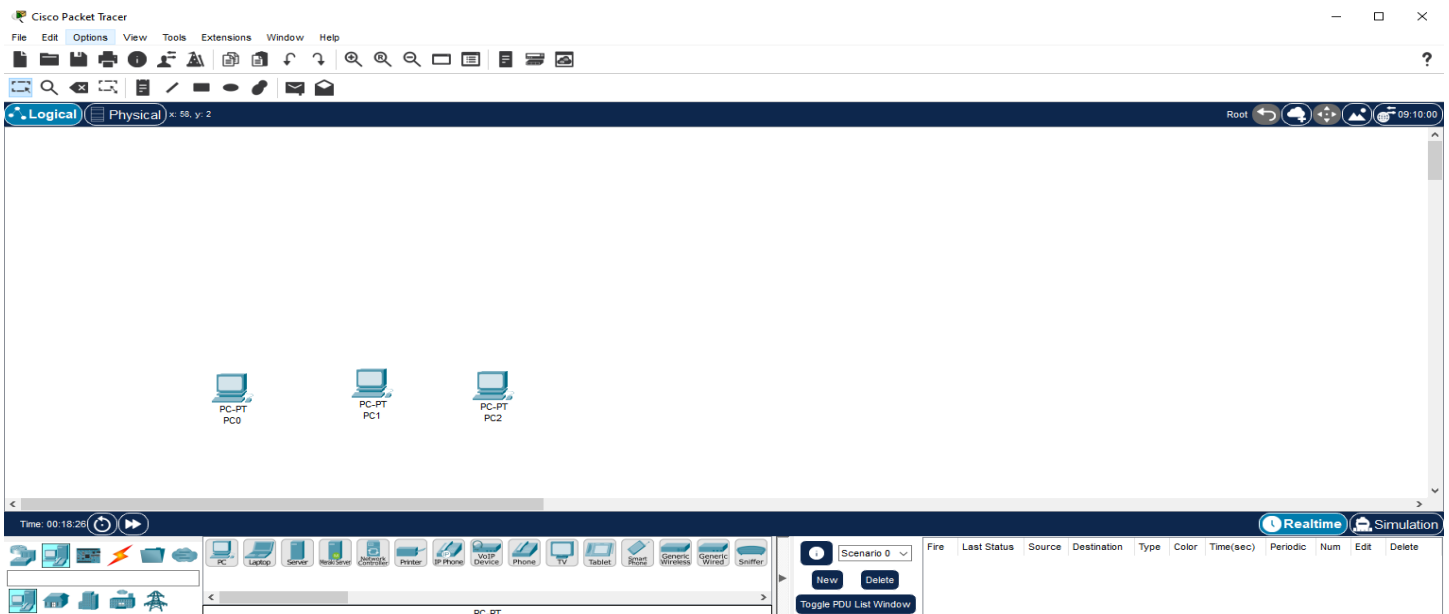 Cisco Packet Tracer
File Edit Options View Tools Extensions Window Help
?
Logical Physical x: 58, y: 2 Root 09:10:00
PC-PT
PC0
PC-PT
PC1
PC-PT
PC2
Time: 00:18:26 Realtime Simulation
PC Laptop Server Meraki Server Network Controller Printer IP Phone VoIP Device Phone TV Tablet Smart Phone Generic Wireless Generic Wired Sniffer
Scenario 0
New Delete
Toggle PDU List Window
Fire Last Status Source Destination Type Color Time(sec) Periodic Num Edit Delete
PC-PT